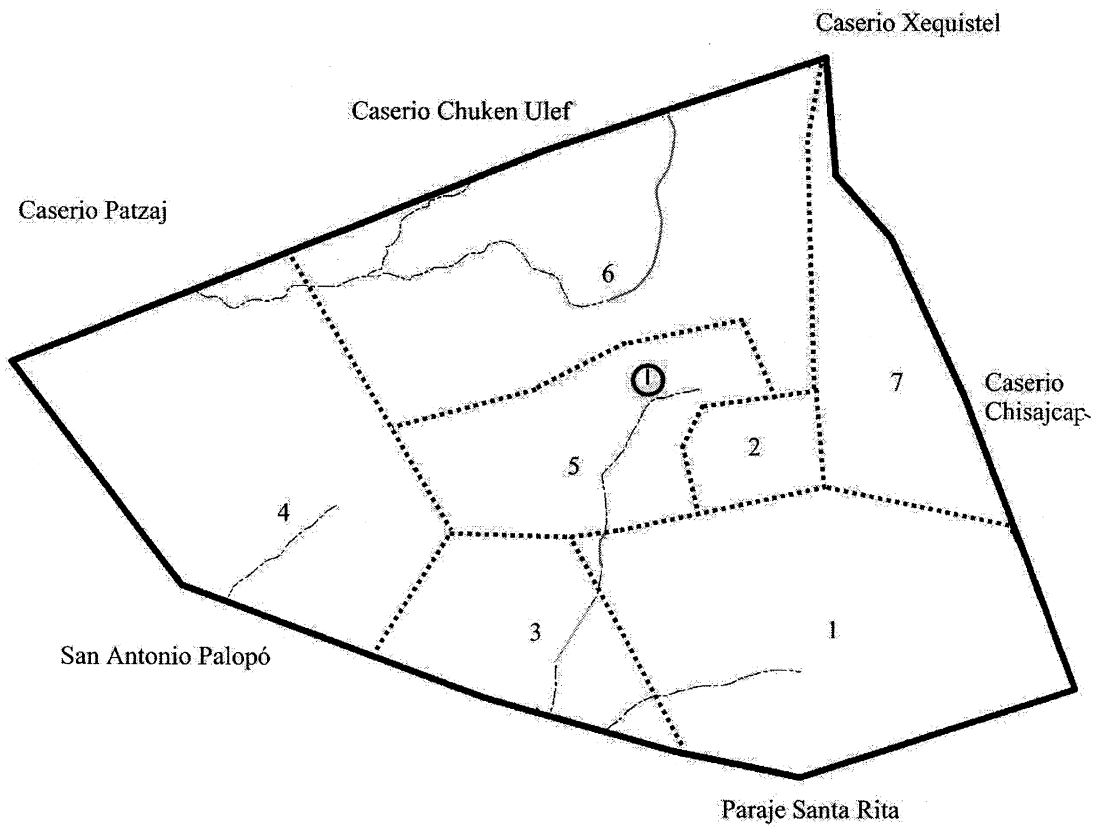 Caserio Xequistel
Caserio Chuken Ulef
Caserio Patzaj
6
7
Caserio
Chisajcap
2
5
4
3
1
San Antonio Palopó
Paraje Santa Rita